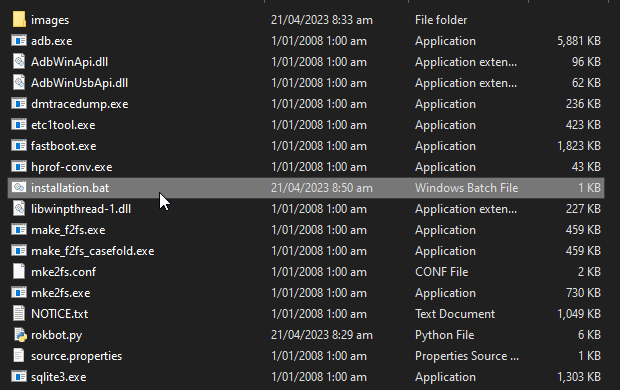 images 21/04/2023 8:33 am File folder
adb.exe 1/01/2008 1:00 am Application 5,881 KB
AdbWinApi.dll 1/01/2008 1:00 am Application exten... 96 KB
AdbWinUsbApi.dll 1/01/2008 1:00 am Application exten... 62 KB
dmtracedump.exe 1/01/2008 1:00 am Application 236 KB
etc1tool.exe 1/01/2008 1:00 am Application 423 KB
fastboot.exe 1/01/2008 1:00 am Application 1,823 KB
hprof-conv.exe 1/01/2008 1:00 am Application 43 KB
installation.bat 21/04/2023 8:50 am Windows Batch File 1 KB
libwinpthread-1.dll 1/01/2008 1:00 am Application exten... 227 KB
make_f2fs.exe 1/01/2008 1:00 am Application 459 KB
make_f2fs_casefold.exe 1/01/2008 1:00 am Application 459 KB
mke2fs.conf 1/01/2008 1:00 am CONF File 2 KB
mke2fs.exe 1/01/2008 1:00 am Application 730 KB
NOTICE.txt 1/01/2008 1:00 am Text Document 1,049 KB
rokbot.py 21/04/2023 8:29 am Python File 6 KB
source.properties 1/01/2008 1:00 am Properties Source ... 1 KB
sqlite3.exe 1/01/2008 1:00 am Application 1,303 KB